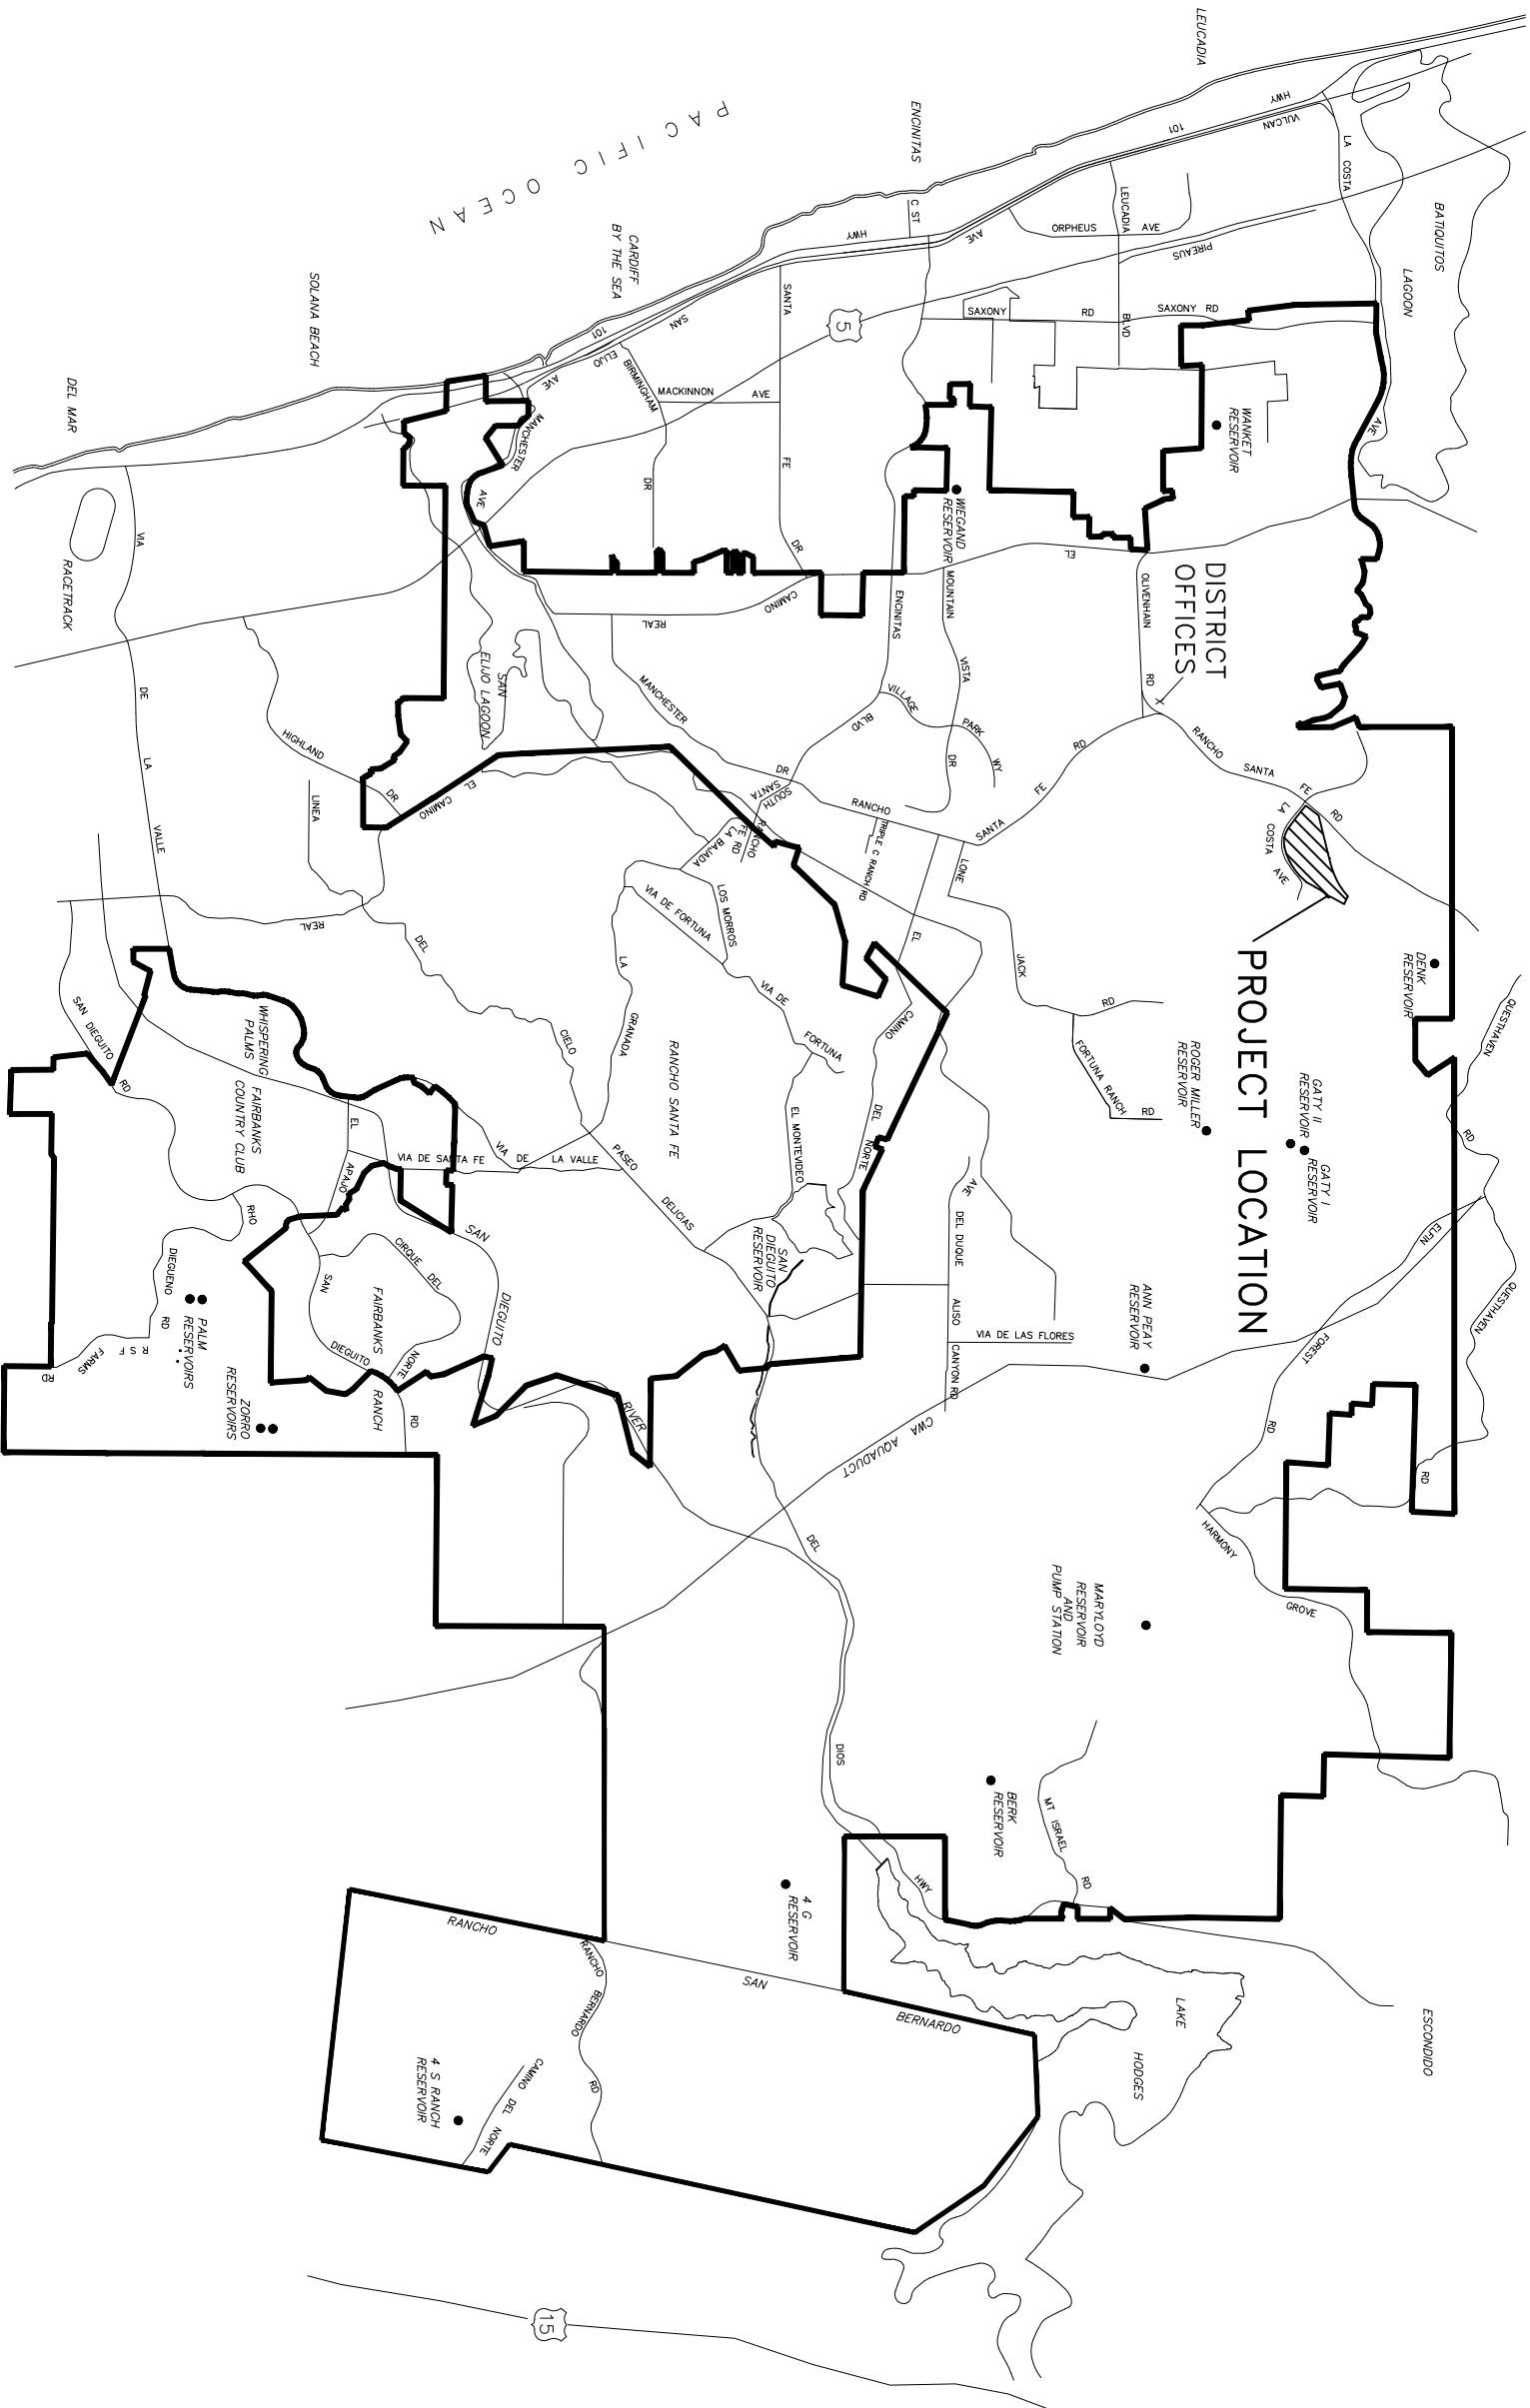 LEUCADIA
PACIFIC OCEAN
ENCINITAS
CARDIFF
BY THE SEA
SOLANA BEACH
DEL MAR
RACETRACK
BATIQUITOS
LAGOON
HWY
101
VULCAN
AVE
LA COSTA
AVE
LEUCADIA
BLVD
ORPHEUS AVE
PIREAUS
C ST
HWY
101
SAN
ELIJO
AVE
SANTA
FE
DR
SAXONY
RD
SAXONY RD
5
BIRMINGHAM
DR
MACKINNON AVE
MANCHESTER
AVE
WANKET
RESERVOIR
WIEGAND
RESERVOIR
EL
CAMINO
REAL
ENCINITAS
BLVD
MOUNTAIN
VISTA
DR
VILLAGE
PARK
WY
OLIVENHAIN
RD
DISTRICT
OFFICES
X
RANCHO
SANTA
FE
RD
LA
COSTA
AVE
PROJECT LOCATION
MANCHESTER
DR
SAN
ELIJO LAGOON
VIA
DE
LA
VALLE
HIGHLAND
DR
EL
CAMINO
REAL
LINEA
DEL
CIELO
SOUTH
RANCHO
SANTA
FE RD
LA BAJADA
LOS MORROS
VIA DE FORTUNA
VIA DE
FORTUNA
LA
GRANADA
RANCHO
SANTA
FE
RD
TRIPLE C RANCH RD
LONE
JACK
RD
FORTUNA RANCH
RD
EL
CAMINO
DEL
NORTE
DENK
RESERVOIR
QUESTHAVEN
RD
QUESTHAVEN
RD
ROGER MILLER
RESERVOIR
GATY II
RESERVOIR
GATY I
RESERVOIR
ELFIN
FOREST
RD
HARMONY
GROVE
ANN PEAY
RESERVOIR
AVE
DEL DUQUE
ALISO
CANYON RD
VIA DE LAS FLORES
CWA AQUADUCT
RANCHO SANTA FE
EL MONTEVIDEO
SAN
DIEGUITO
RESERVOIR
PASEO
DELICIAS
VIA DE LA VALLE
VIA DE SANTA FE
WHISPERING
PALMS
FAIRBANKS
COUNTRY CLUB
SAN DIEGUITO
RD
EL
APAJO
SAN
DIEGUITO
RIVER
CIRQUE DEL
NORTE
FAIRBANKS
RANCH
SAN
DIEGUITO
RD
RHO
DIEGUENO
RD
R S F
FARMS
RD
PALM
RESERVOIRS
ZORRO
RESERVOIRS
DEL
DIOS
HWY
MARYLOYD
RESERVOIR
AND
PUMP STATION
BERK
RESERVOIR
MT ISRAEL
RD
4 G
RESERVOIR
LAKE
HODGES
ESCONDIDO
RANCHO
SAN
BERNARDO
RANCHO
BERNARDO
RD
CAMINO DEL NORTE
4 S RANCH
RESERVOIR
15